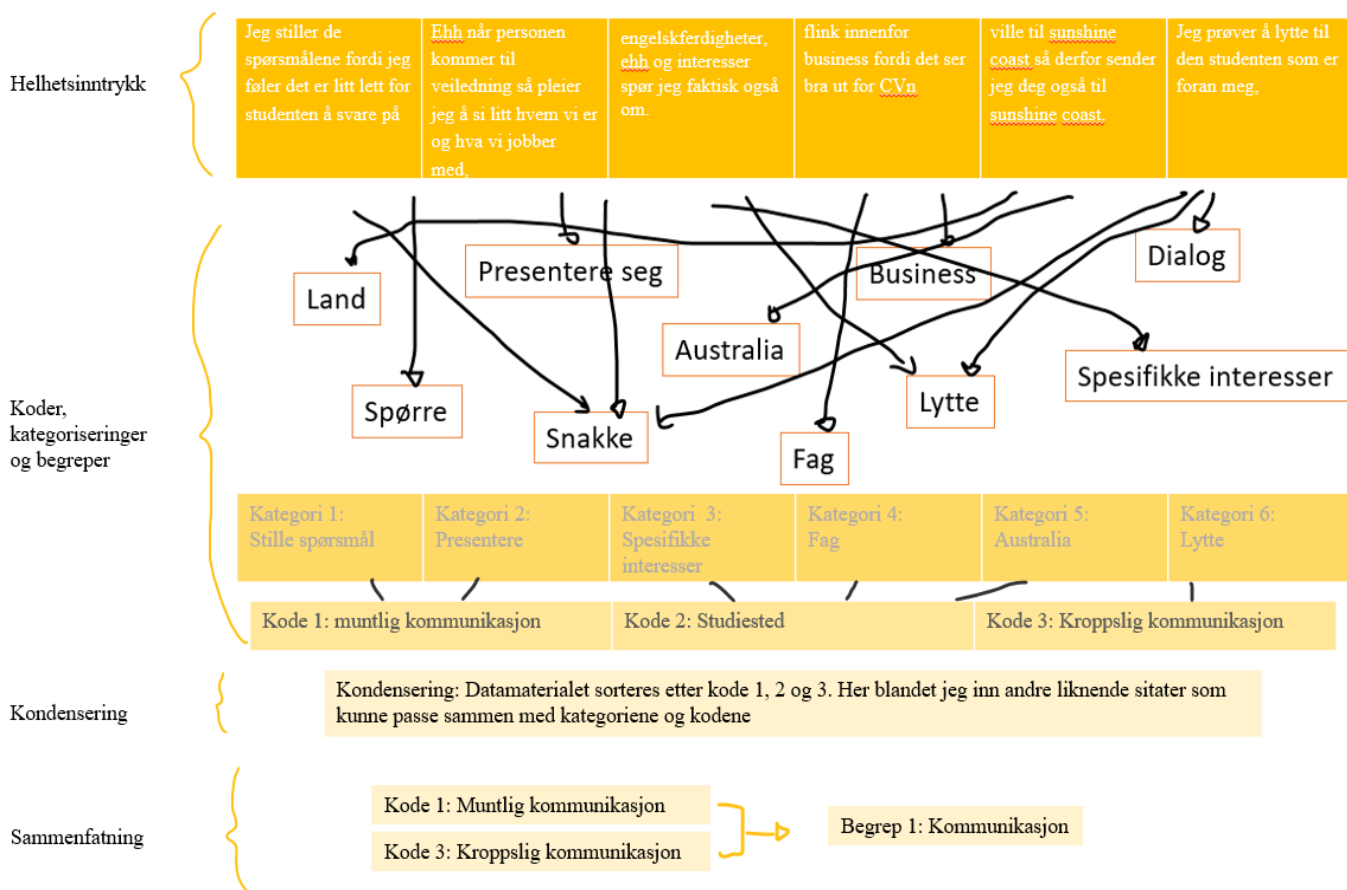 Helhetsinntrykk
Jeg stiller de
spørsmålene fordi jeg
føler det er litt lett for
studenten å svare på
Ehh når personen
kommer til
veiledning så pleier
jeg å si litt hvem vi er
og hva vi jobber
med,
engelskferdigheter,
ehh og interesser
spør jeg faktisk også
om.
flink innenfor
business fordi det ser
bra ut for CVn
ville til sunshine
coast så derfor sender
jeg deg også til
sunshine coast.
Jeg prøver å lytte til
den studenten som er
foran meg,
Koder,
kategoriseringer
og begreper
Land
Presentere seg
Business
Dialog
Australia
Spesifikke interesser
Spørre
Snakke
Lytte
Fag
Kategori 1:
Stille spørsmål
Kategori 2:
Presentere
Kategori 3:
Spesifikke
interesser
Kategori 4:
Fag
Kategori 5:
Australia
Kategori 6:
Lytte
Kode 1: muntlig kommunikasjon
Kode 2: Studiested
Kode 3: Kroppslig kommunikasjon
Kondensering
Kondensering: Datamaterialet sorteres etter kode 1, 2 og 3. Her blandet jeg inn andre liknende sitater som
kunne passe sammen med kategoriene og kodene
Sammenfatning
Kode 1: Muntlig kommunikasjon
Kode 3: Kroppslig kommunikasjon
Begrep 1: Kommunikasjon